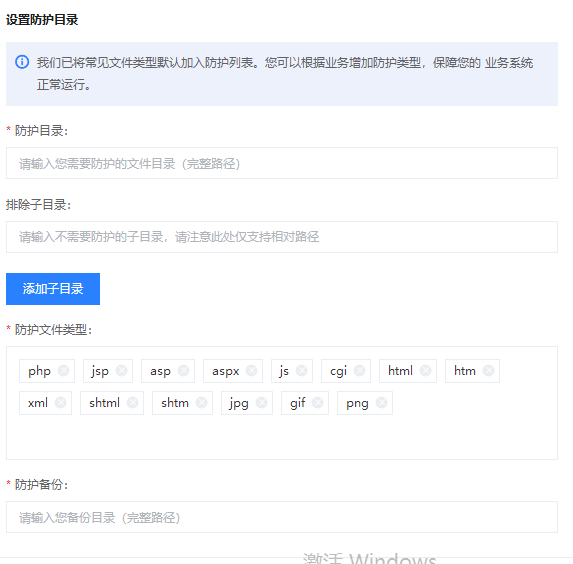 设置防护目录
我们已将常见文件类型默认加入防护列表。您可以根据业务增加防护类型，保障您的 业务系统
正常运行。
* 防护目录：
请输入您需要防护的文件目录（完整路径）
排除子目录：
请输入不需要防护的子目录，请注意此处仅支持相对路径
添加子目录
* 防护文件类型：
php jsp asp aspx js cgi html htm
xml shtml shtm jpg gif png
* 防护备份：
请输入您备份目录（完整路径）
激活 Windows